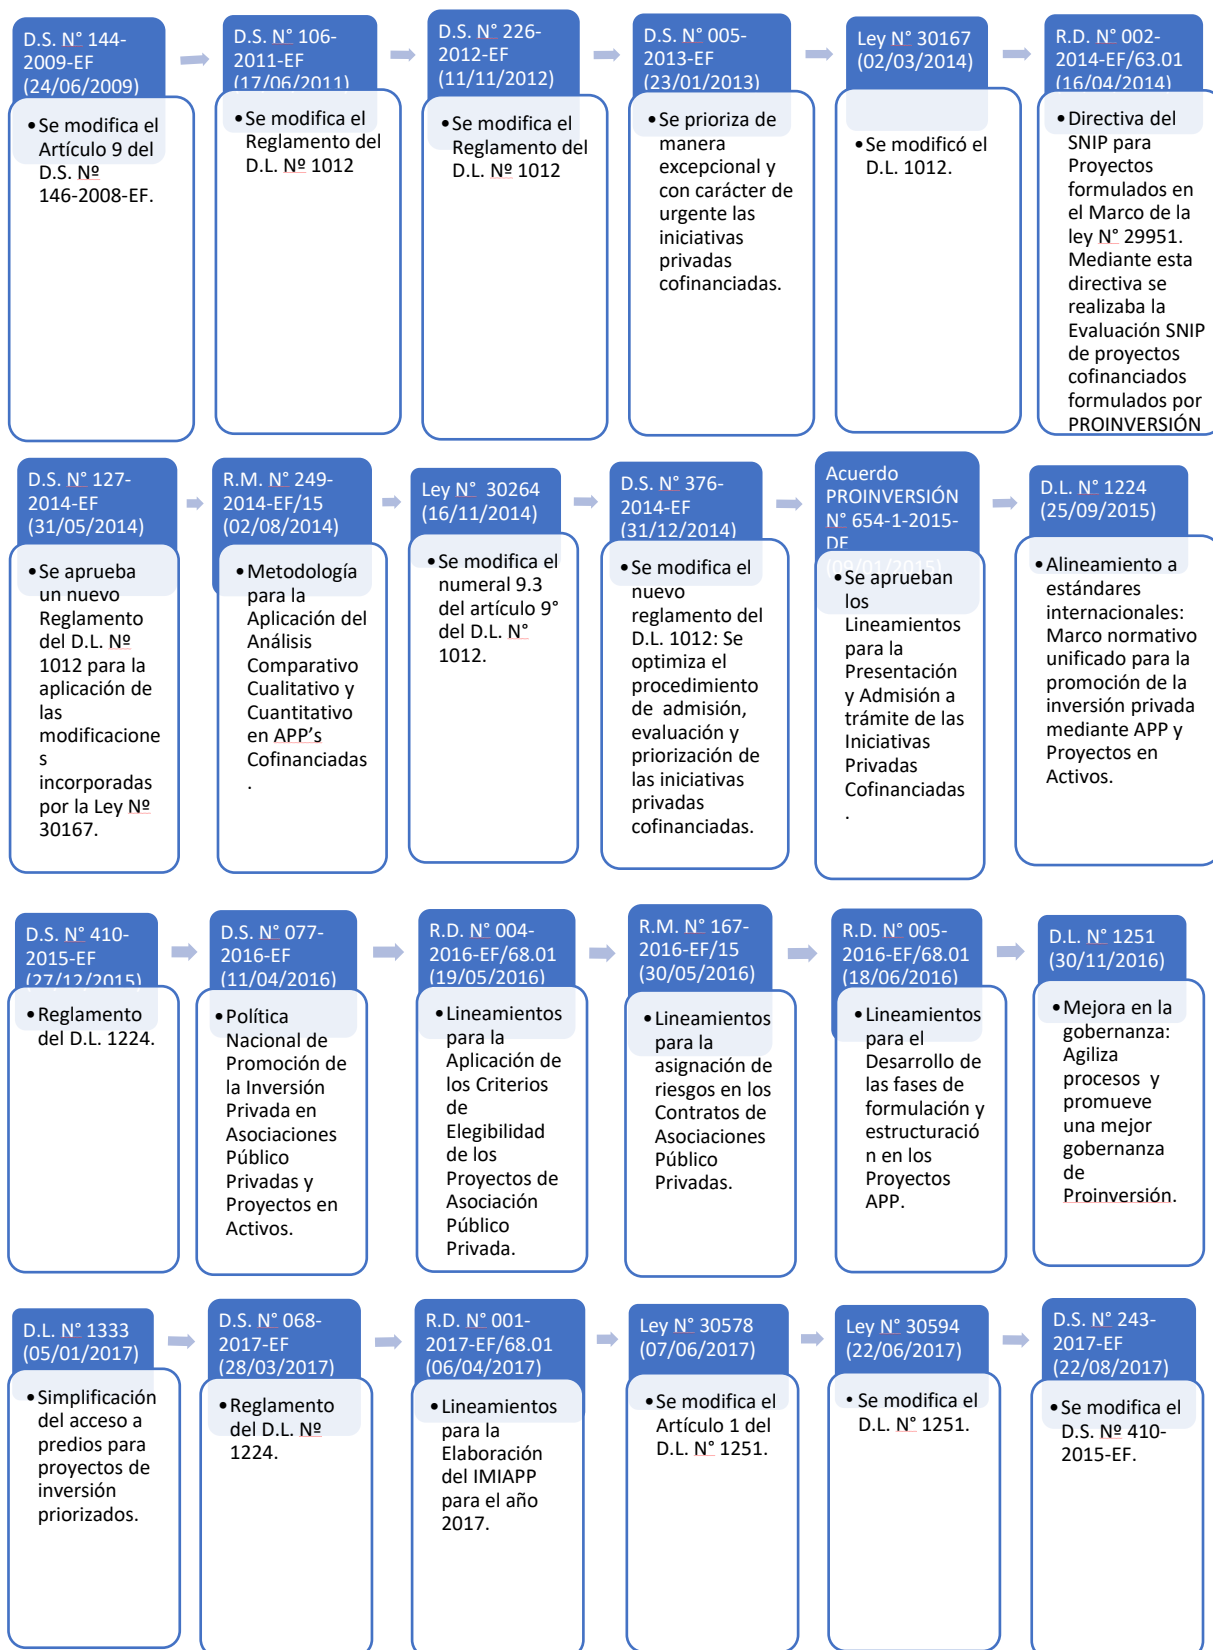 D.S. N° 144-
2009-EF
(24/06/2009)
• Se modifica el
Artículo 9 del
D.S. Nº
146-2008-EF.
D.S. N° 106-
2011-EF
(17/06/2011)
• Se modifica el
Reglamento del
D.L. Nº 1012
D.S. N° 226-
2012-EF
(11/11/2012)
• Se modifica el
Reglamento del
D.L. Nº 1012
D.S. N° 005-
2013-EF
(23/01/2013)
• Se prioriza de
manera
excepcional y
con carácter de
urgente las
iniciativas
privadas
cofinanciadas.
Ley N° 30167
(02/03/2014)
• Se modificó el
D.L. 1012.
R.D. N° 002-
2014-EF/63.01
(16/04/2014)
• Directiva del
SNIP para
Proyectos
formulados en
el Marco de la
ley N° 29951.
Mediante esta
directiva se
realizaba la
Evaluación SNIP
de proyectos
cofinanciados
formulados por
PROINVERSIÓN
D.S. N° 127-
2014-EF
(31/05/2014)
• Se aprueba
un nuevo
Reglamento
del D.L. Nº
1012 para la
aplicación de
las
modificacione
s
incorporadas
por la Ley Nº
30167.
R.M. N° 249-
2014-EF/15
(02/08/2014)
• Metodología
para la
Aplicación del
Análisis
Comparativo
Cualitativo y
Cuantitativo
en APP's
Cofinanciadas
.
Ley N° 30264
(16/11/2014)
• Se modifica el
numeral 9.3
del artículo 9°
del D.L. N°
1012.
D.S. N° 376-
2014-EF
(31/12/2014)
• Se modifica el
nuevo
reglamento del
D.L. 1012: Se
optimiza el
procedimiento
de admisión,
evaluación y
priorización de
las iniciativas
privadas
cofinanciadas.
Acuerdo
PROINVERSIÓN
N° 654-1-2015-
DE
(09/01/2015)
• Se aprueban
los
Lineamientos
para la
Presentación
y Admisión a
trámite de las
Iniciativas
Privadas
Cofinanciadas
.
D.L. N° 1224
(25/09/2015)
• Alineamiento a
estándares
internacionales:
Marco normativo
unificado para la
promoción de la
inversión privada
mediante APP y
Proyectos en
Activos.
D.S. N° 410-
2015-EF
(27/12/2015)
• Reglamento
del D.L. 1224.
D.S. N° 077-
2016-EF
(11/04/2016)
• Política
Nacional de
Promoción de
la Inversión
Privada en
Asociaciones
Público
Privadas y
Proyectos en
Activos.
R.D. N° 004-
2016-EF/68.01
(19/05/2016)
• Lineamientos
para la
Aplicación de
los Criterios
de
Elegibilidad
de los
Proyectos de
Asociación
Público
Privada.
R.M. N° 167-
2016-EF/15
(30/05/2016)
• Lineamientos
para la
asignación de
riesgos en los
Contratos de
Asociaciones
Público
Privadas.
R.D. N° 005-
2016-EF/68.01
(18/06/2016)
• Lineamientos
para el
Desarrollo de
las fases de
formulación y
estructuració
n en los
Proyectos
APP.
D.L. N° 1251
(30/11/2016)
• Mejora en la
gobernanza:
Agiliza
procesos y
promueve
una mejor
gobernanza
de
Proinversión.
D.L. N° 1333
(05/01/2017)
• Simplificación
del acceso a
predios para
proyectos de
inversión
priorizados.
D.S. N° 068-
2017-EF
(28/03/2017)
• Reglamento
del D.L. Nº
1224.
R.D. N° 001-
2017-EF/68.01
(06/04/2017)
• Lineamientos
para la
Elaboración
del IMIAPP
para el año
2017.
Ley N° 30578
(07/06/2017)
• Se modifica el
Artículo 1 del
D.L. N° 1251.
Ley N° 30594
(22/06/2017)
• Se modifica el
D.L. N° 1251.
D.S. N° 243-
2017-EF
(22/08/2017)
• Se modifica el
D.S. Nº 410-
2015-EF.